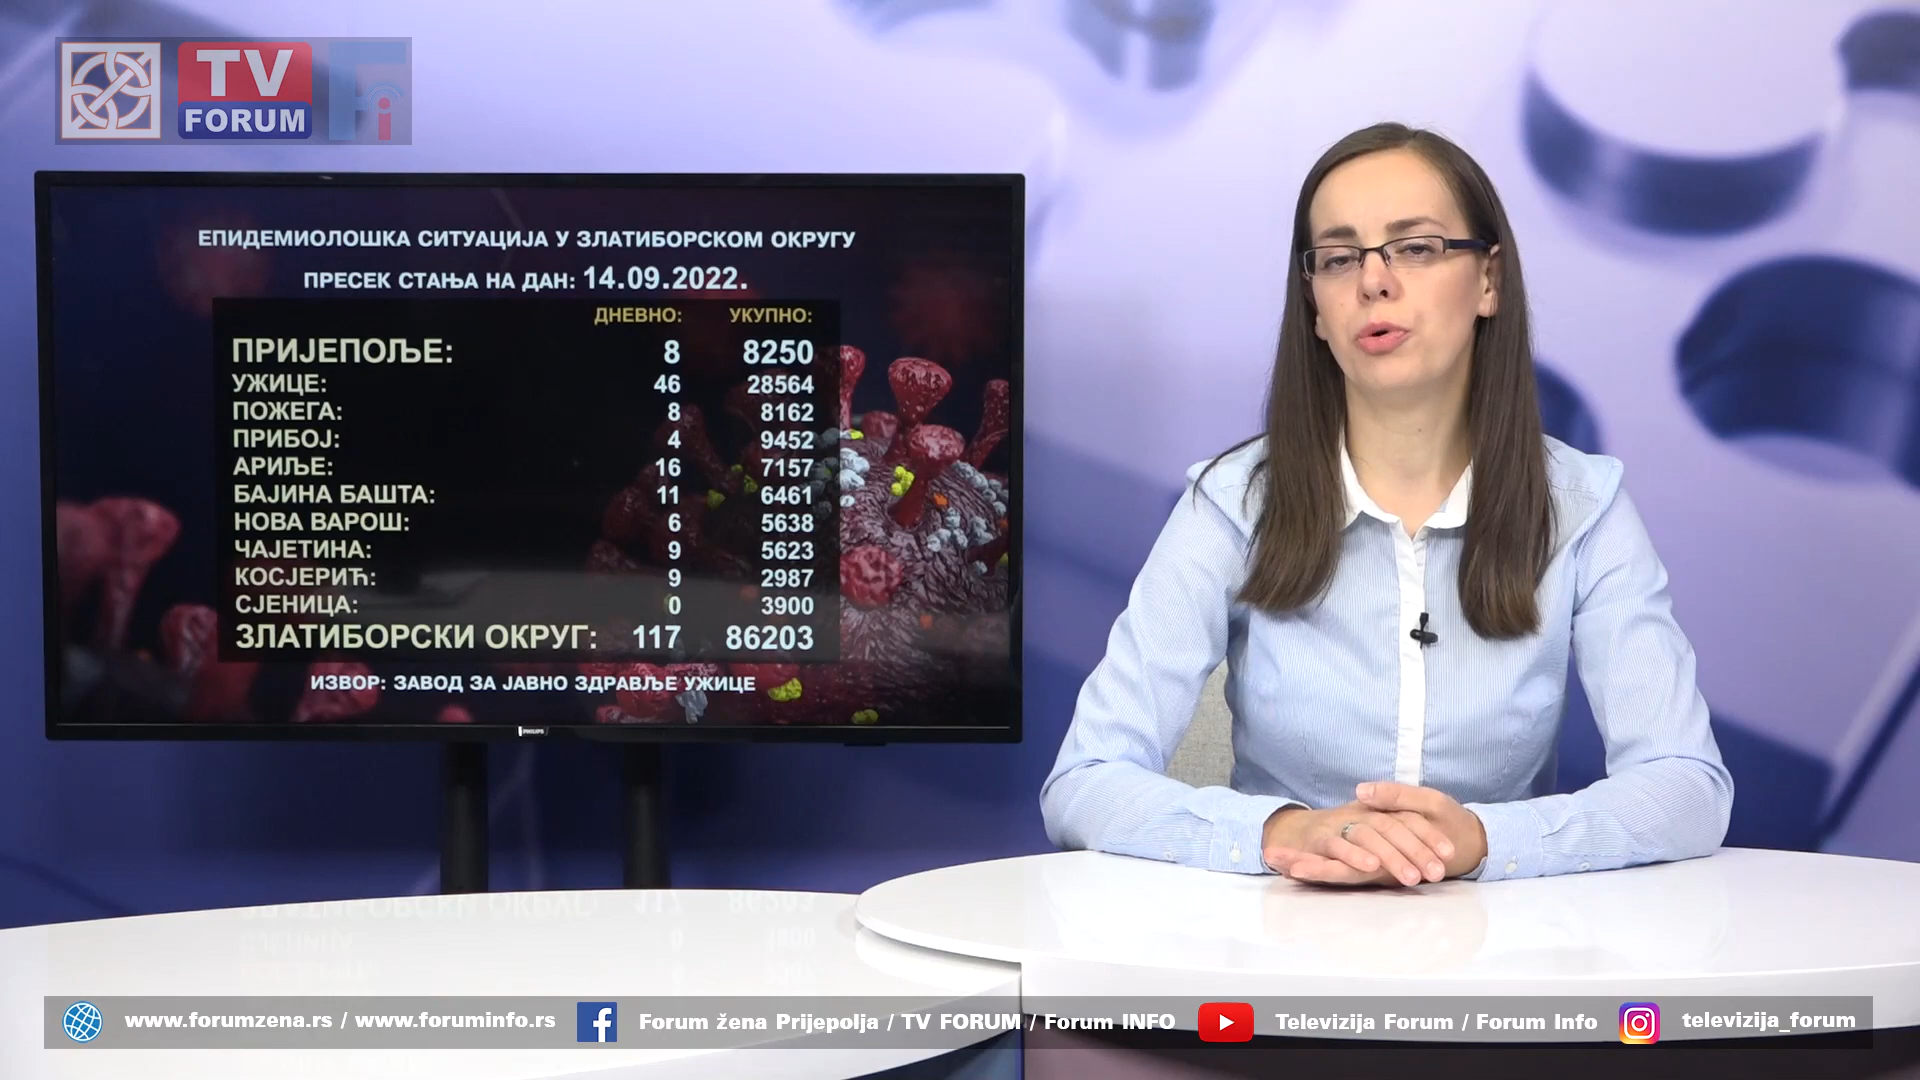 TV
FORUM
Fi
ЕПИДЕМИОЛОШКА СИТУАЦИЈА У ЗЛАТИБОРСКОМ ОКРУГУ
ПРЕСЕК СТАЊА НА ДАН: 14.09.2022.
ДНЕВНО: УКУПНО:
ПРИЈЕПОЉЕ: 8 8250
УЖИЦЕ: 46 28564
ПОЖЕГА: 8 8162
ПРИБОЈ: 4 9452
АРИЉЕ: 16 7157
БАЈИНА БАШТА: 11 6461
НОВА ВАРОШ: 6 5638
ЧАЈЕТИНА: 9 5623
КОСЈЕРИЋ: 9 2987
СЈЕНИЦА: 0 3900
ЗЛАТИБОРСКИ ОКРУГ: 117 86203
ИЗВОР: ЗАВОД ЗА ЈАВНО ЗДРАВЉЕ УЖИЦЕ
PHILIPS
www.forumzena.rs / www.foruminfo.rs Forum žena Prijepolja / TV FORUM / Forum INFO Televizija Forum / Forum Info televizija_forum